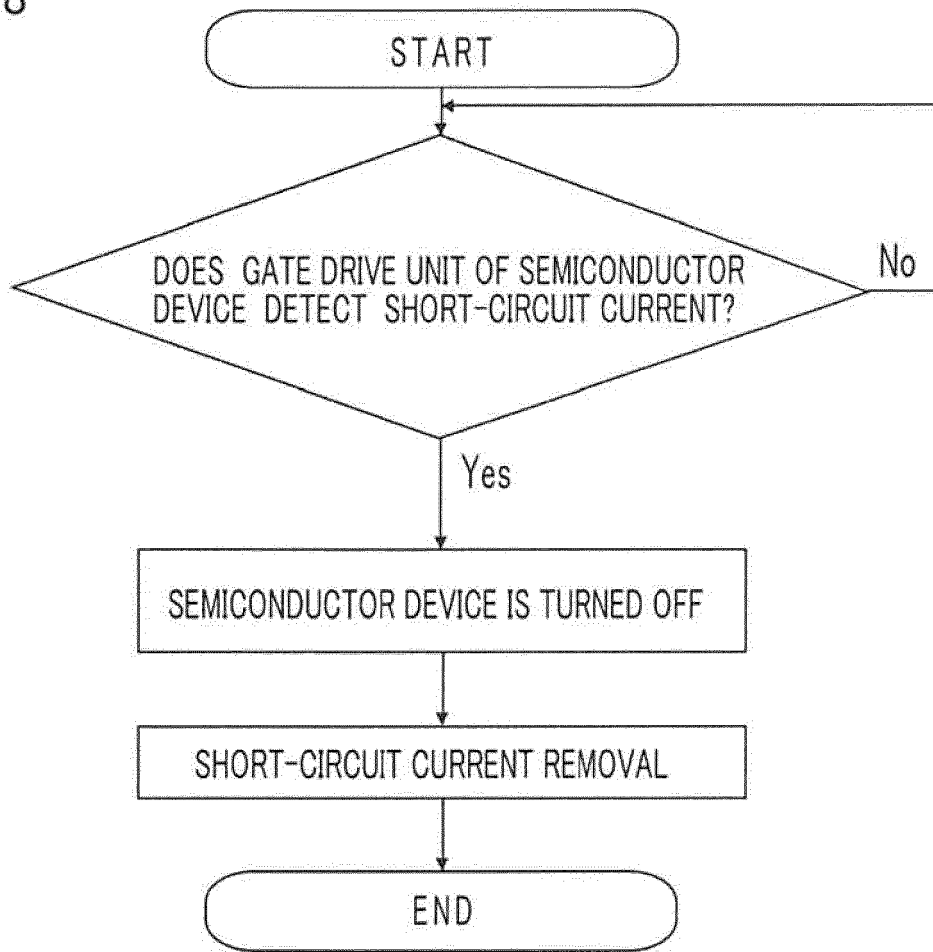 START
DOES GATE DRIVE UNIT OF SEMICONDUCTOR
DEVICE DETECT SHORT-CIRCUIT CURRENT?
No
Yes
SEMICONDUCTOR DEVICE IS TURNED OFF
SHORT-CIRCUIT CURRENT REMOVAL
END